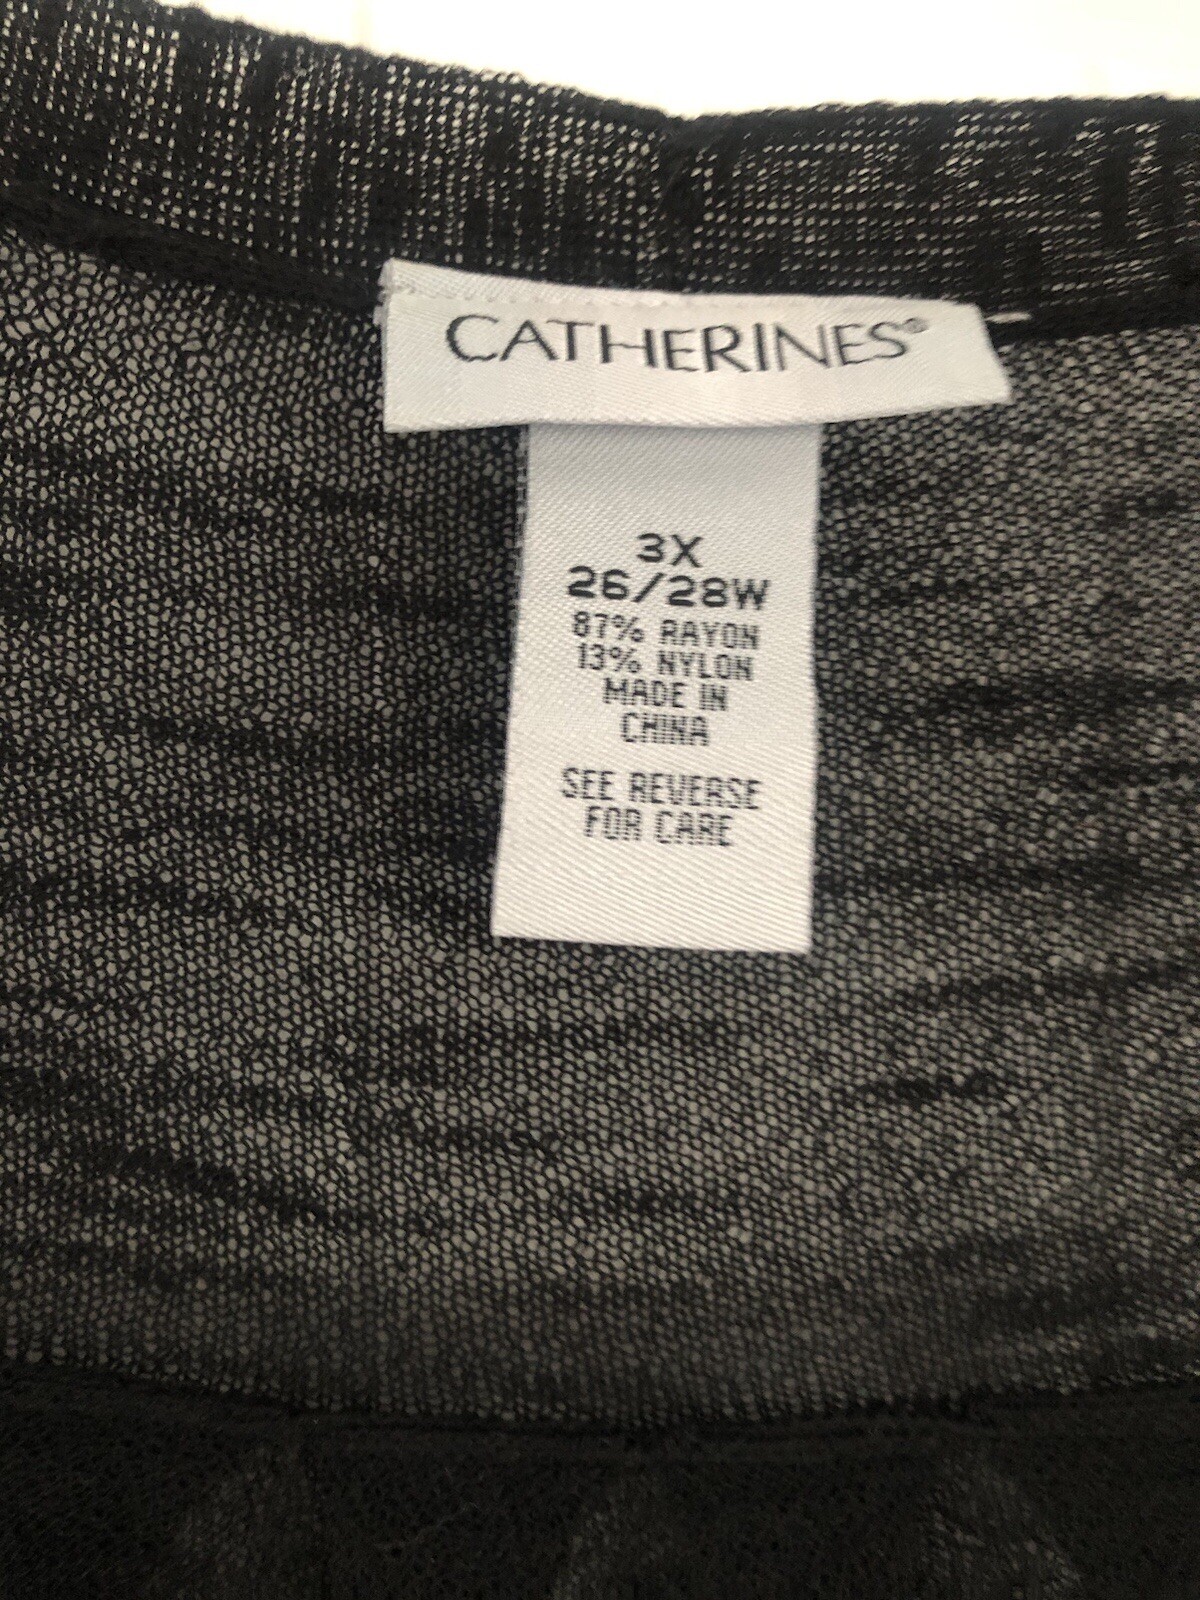 CATHERINES®
3X
26/28W
87% RAYON
13% NYLON
MADE IN
CHINA
SEE REVERSE
FOR CARE